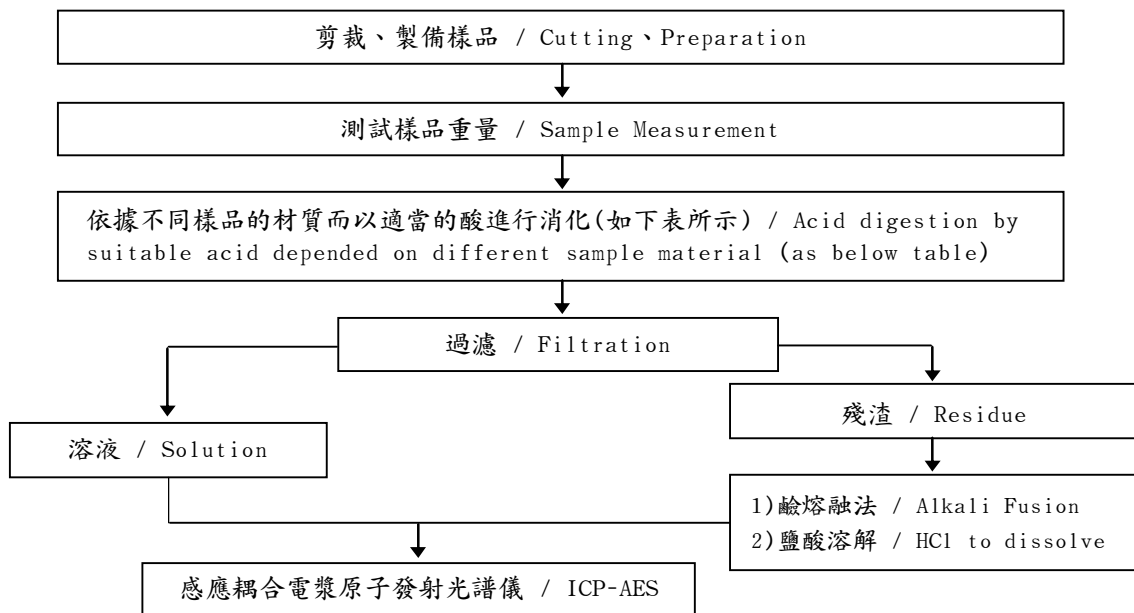 剪裁、製備樣品 / Cutting、Preparation
測試樣品重量 / Sample Measurement
依據不同樣品的材質而以適當的酸進行消化(如下表所示) / Acid digestion by
suitable acid depended on different sample material (as below table)
過濾 / Filtration
溶液 / Solution
殘渣 / Residue
1)鹼熔融法 / Alkali Fusion
2)鹽酸溶解 / HCl to dissolve
感應耦合電漿原子發射光譜儀 / ICP-AES